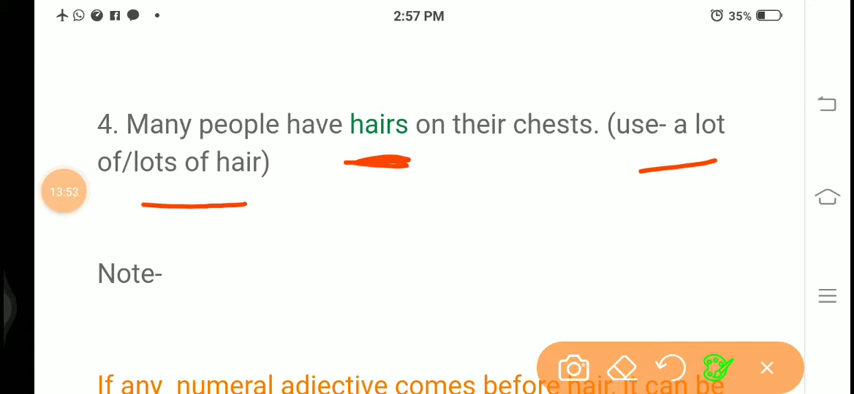 2:57 PM
35%
4. Many people have hairs on their chests. (use- a lot
of/lots of hair)
13:53
Note-
If any numeral adjective comes before hair, it can be